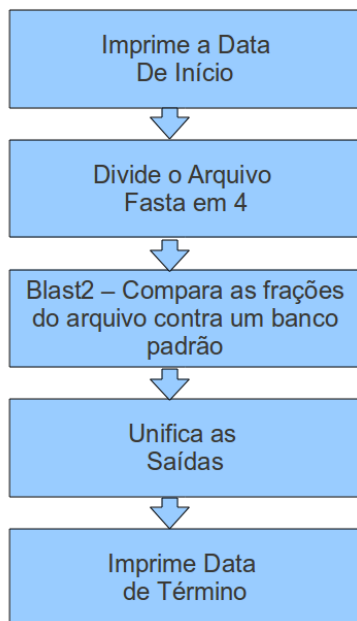 Imprime a Data
De Início
Divide o Arquivo
Fasta em 4
Blast2 – Compara as frações
do arquivo contra um banco
padrão
Unifica as
Saídas
Imprime Data
de Término